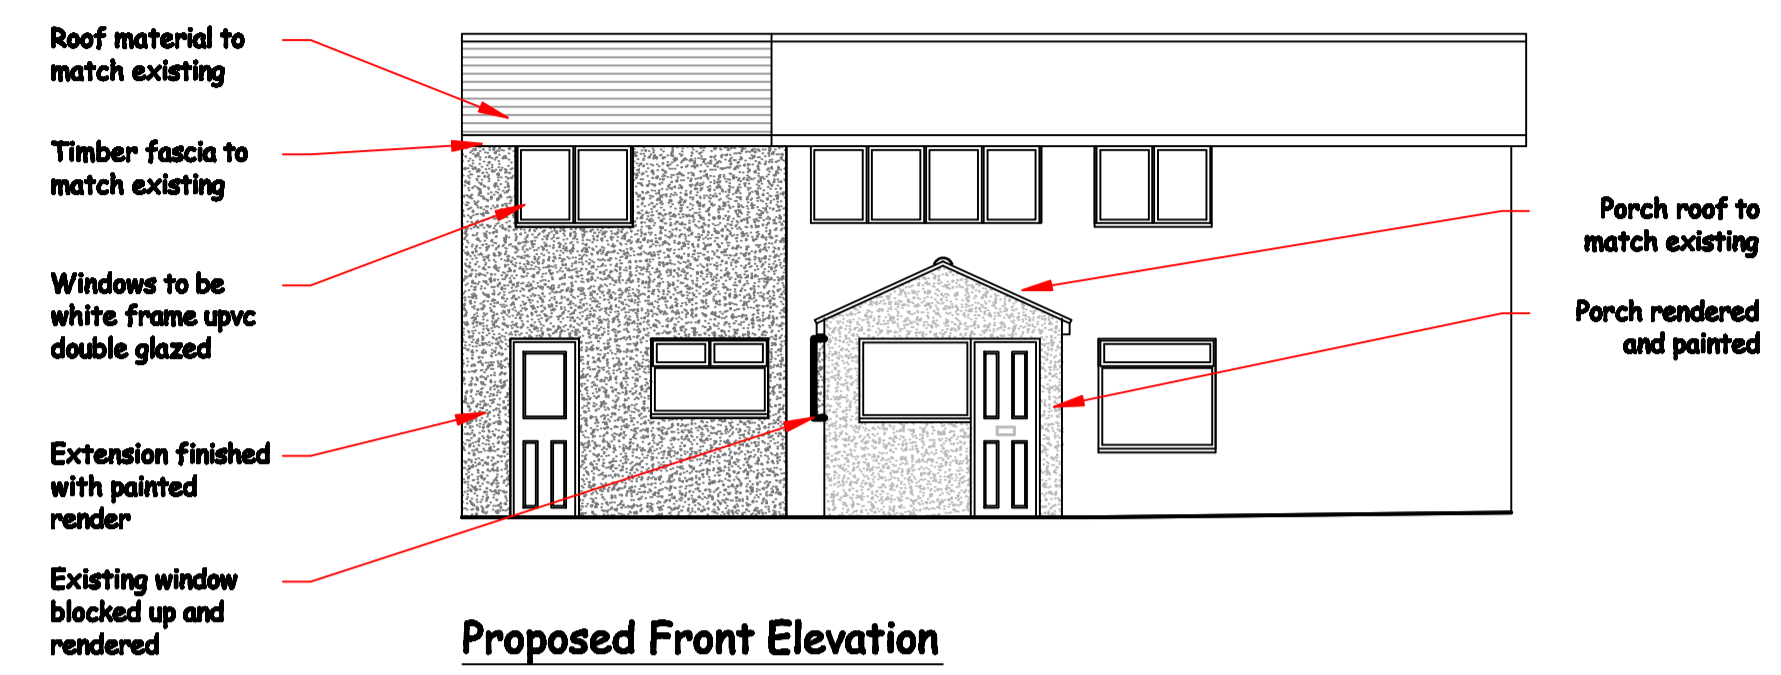 Roof material to
match existing
Timber fascia to
match existing
Windows to be
white frame upvc
double glazed
Extension finished
with painted
render
Existing window
blocked up and
rendered
Porch roof to
match existing
Porch rendered
and painted
Proposed Front Elevation